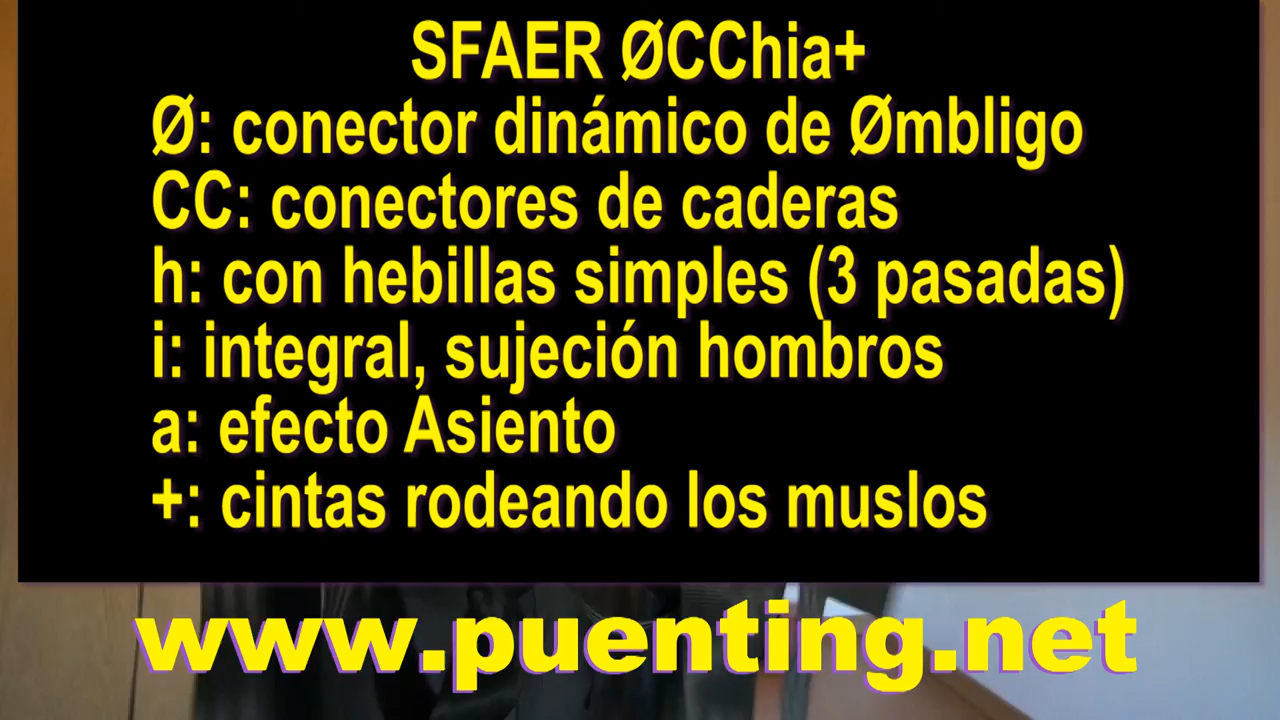 SFAER ØCChia+
Ø: conector dinámico de Ømbligo
CC: conectores de caderas
h: con hebillas simples (3 pasadas)
i: integral, sujeción hombros
a: efecto Asiento
+: cintas rodeando los muslos
www.puenting.net